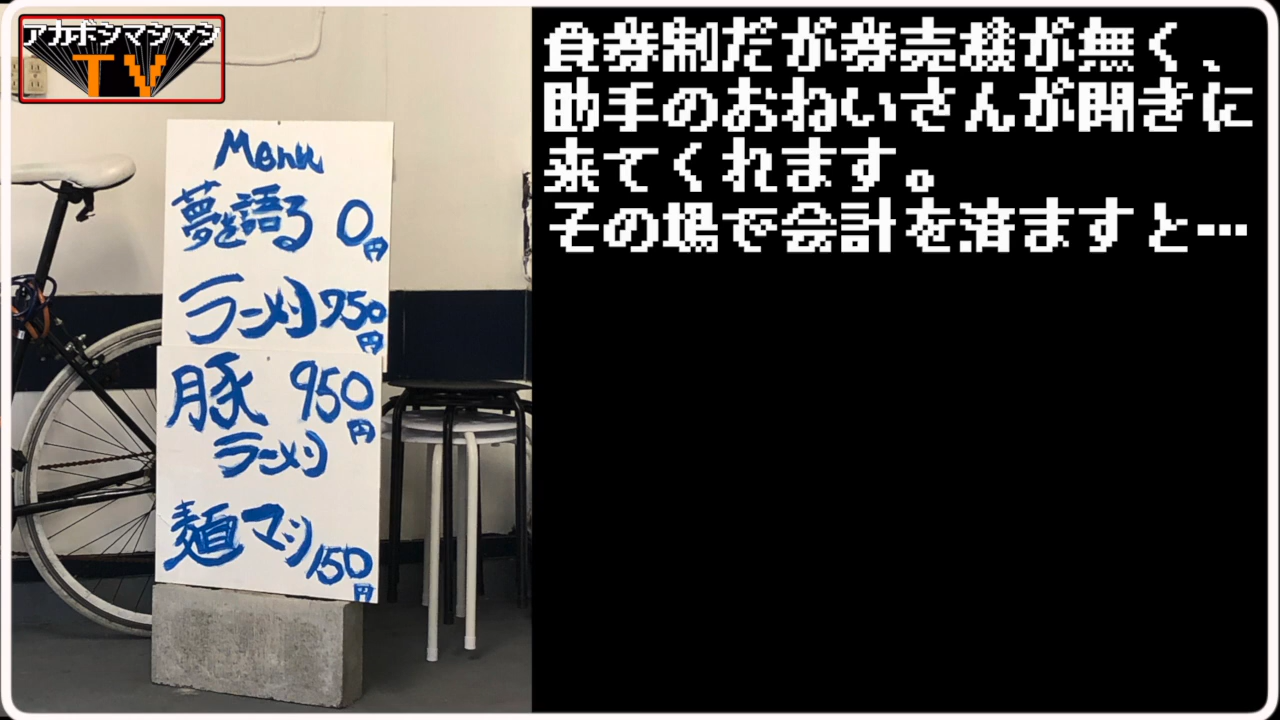 アカボシマシマシ
TV
Menu
夢を語る 0円
ラーメン 750円
豚 950円
ラーメン
麺マシ 150円
食券制だが券売機が無く、
助手のおねいさんが聞きに
来てくれます。
その場で会計を済ますと…